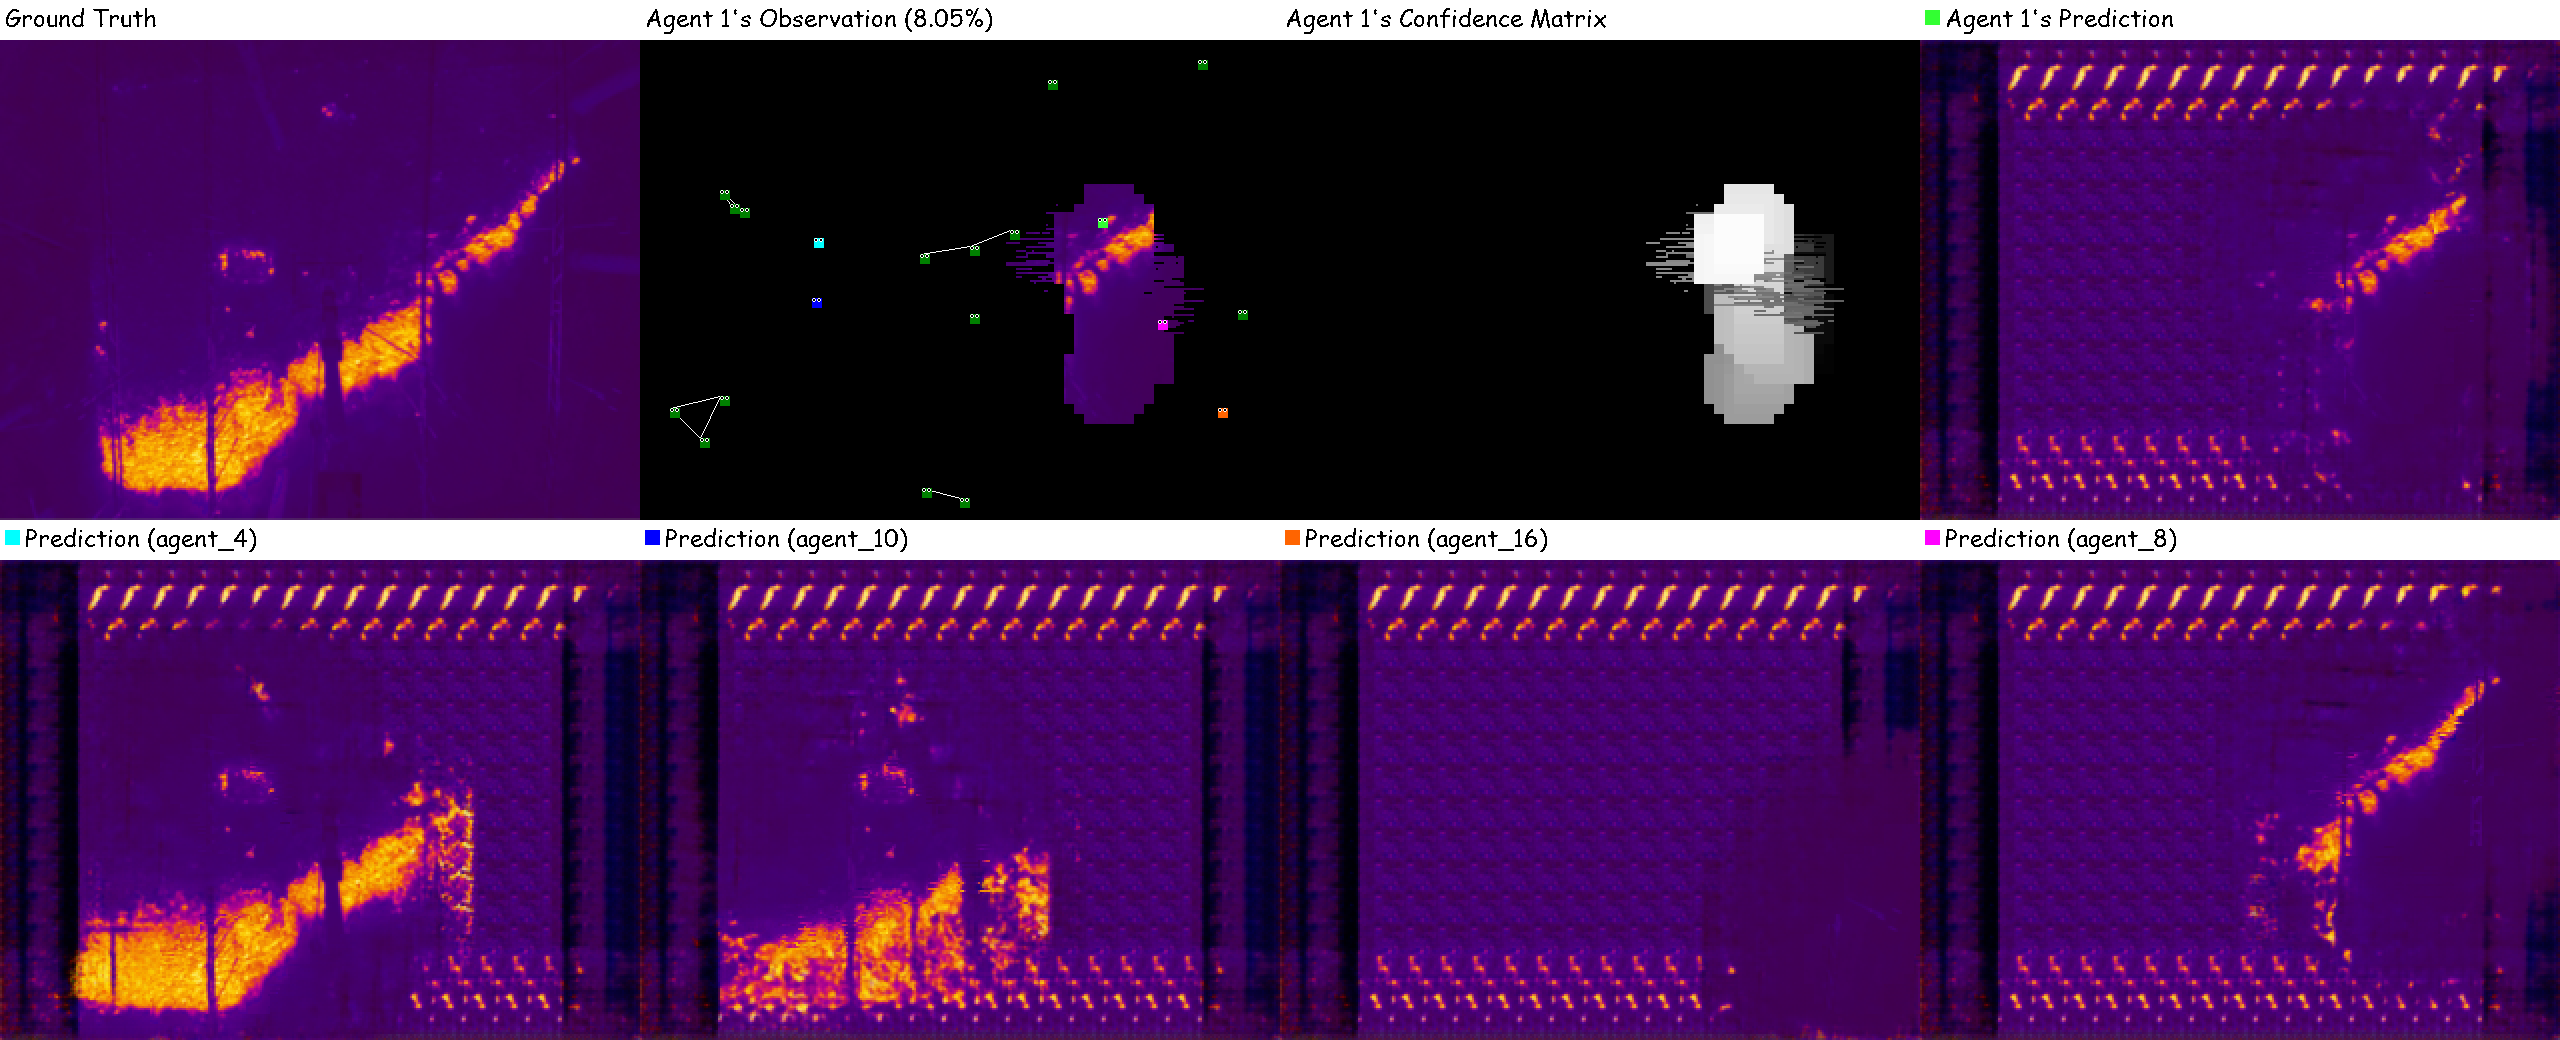 Ground Truth
Agent 1's Observation (8.05%)
Agent 1's Confidence Matrix
Agent 1's Prediction
Prediction (agent_4)
Prediction (agent_10)
Prediction (agent_16)
Prediction (agent_8)